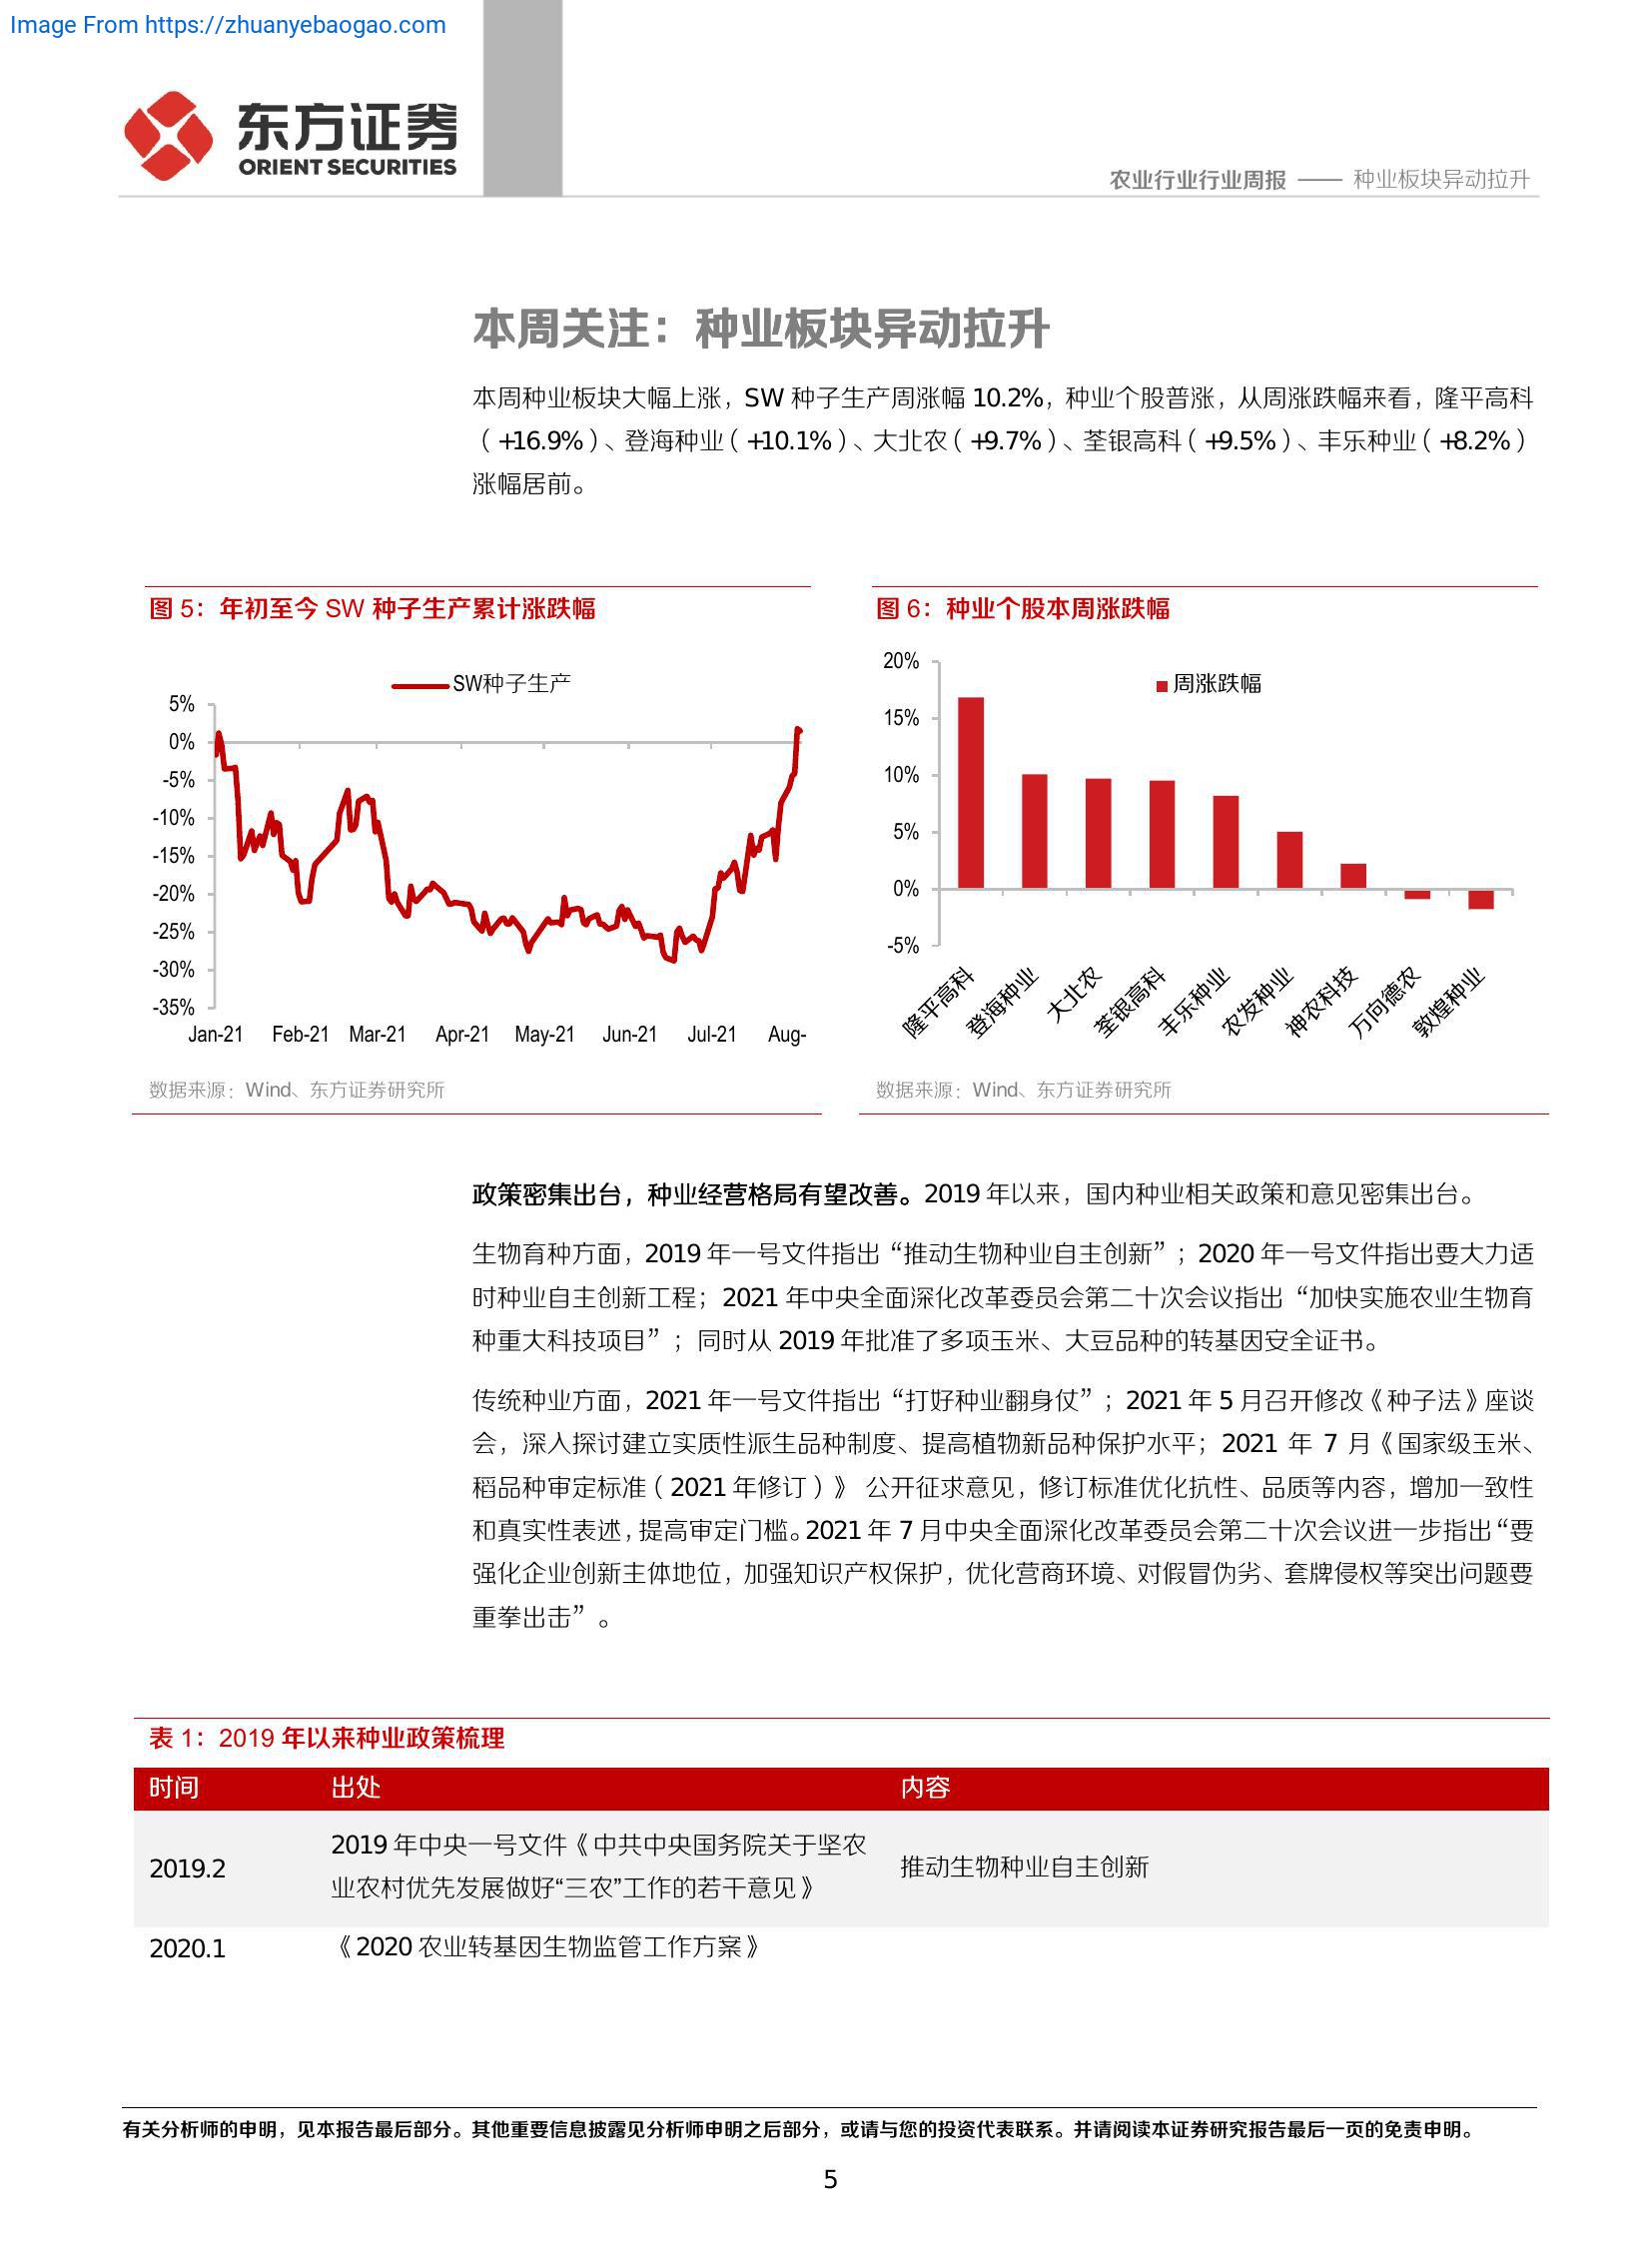 Image From https://zhuanyebaogao.com
东方证券
ORIENT SECURITIES
农业行业行业周报 —— 种业板块异动拉升
本周关注：种业板块异动拉升
本周种业板块大幅上涨，SW 种子生产周涨幅 10.2%，种业个股普涨，从周涨跌幅来看，隆平高科
（+16.9%）、登海种业（+10.1%）、大北农（+9.7%）、荃银高科（+9.5%）、丰乐种业（+8.2%）
涨幅居前。
图 5：年初至今 SW 种子生产累计涨跌幅
SW种子生产
5%
0%
-5%
-10%
-15%
-20%
-25%
-30%
-35%
Jan-21 Feb-21 Mar-21 Apr-21 May-21 Jun-21 Jul-21 Aug-
数据来源：Wind、东方证券研究所
图 6：种业个股本周涨跌幅
周涨跌幅
20%
15%
10%
5%
0%
-5%
隆平高科 登海种业 大北农 荃银高科 丰乐种业 农发种业 神农科技 万向德农 敦煌种业
数据来源：Wind、东方证券研究所
政策密集出台，种业经营格局有望改善。2019 年以来，国内种业相关政策和意见密集出台。
生物育种方面，2019 年一号文件指出“推动生物种业自主创新”；2020 年一号文件指出要大力适
时种业自主创新工程；2021 年中央全面深化改革委员会第二十次会议指出“加快实施农业生物育
种重大科技项目”；同时从 2019 年批准了多项玉米、大豆品种的转基因安全证书。
传统种业方面，2021 年一号文件指出“打好种业翻身仗”；2021 年 5 月召开修改《种子法》座谈
会，深入探讨建立实质性派生品种制度、提高植物新品种保护水平；2021 年 7 月《国家级玉米、
稻品种审定标准（2021 年修订）》 公开征求意见，修订标准优化抗性、品质等内容，增加一致性
和真实性表述，提高审定门槛。2021 年 7 月中央全面深化改革委员会第二十次会议进一步指出“要
强化企业创新主体地位，加强知识产权保护，优化营商环境、对假冒伪劣、套牌侵权等突出问题要
重拳出击”。
表 1：2019 年以来种业政策梳理
时间 出处 内容
2019 年中央一号文件《中共中央国务院关于坚农
2019.2 业农村优先发展做好“三农”工作的若干意见》 推动生物种业自主创新
2020.1 《2020 农业转基因生物监管工作方案》
有关分析师的申明，见本报告最后部分。其他重要信息披露见分析师申明之后部分，或请与您的投资代表联系。并请阅读本证券研究报告最后一页的免责申明。
5